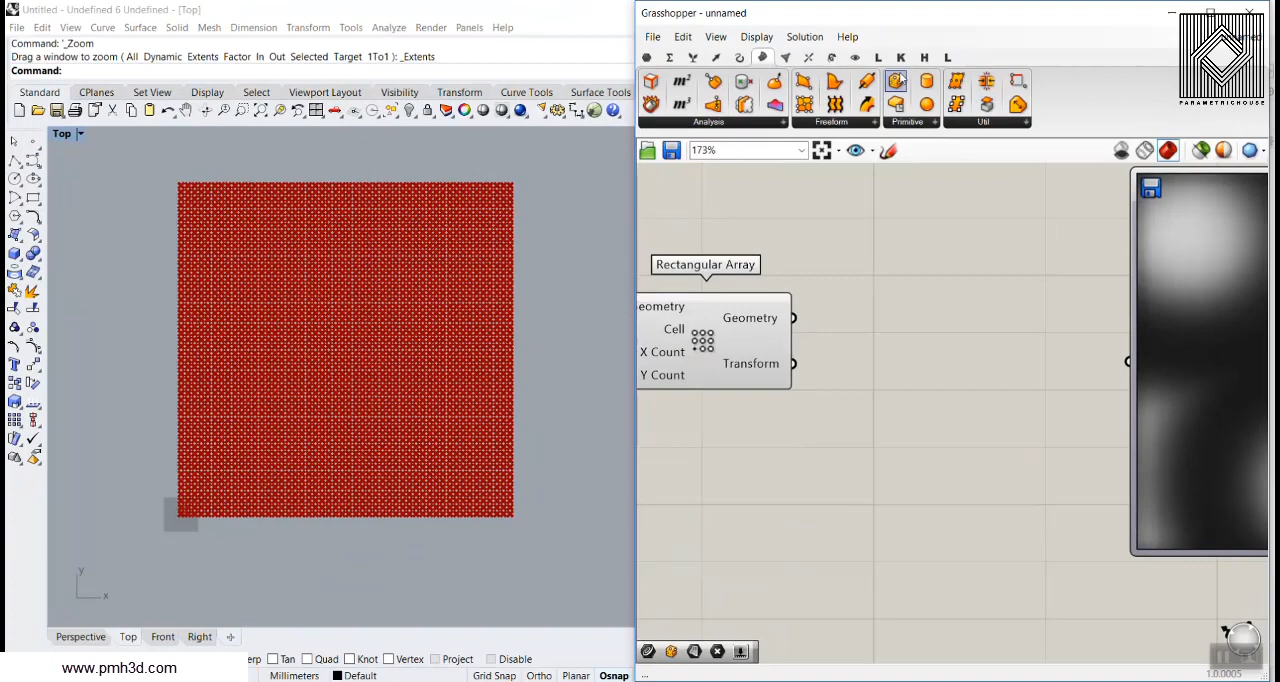 Untitled - Undefined 6 Undefined - [Top]
File Edit View Curve Surface Solid Mesh Dimension Transform Tools Analyze Render Panels Help
Command: '_Zoom
Drag a window to zoom ( All Dynamic Extents Factor In Out Selected Target 1To1 ): _Extents
Command:
Standard CPlanes Set View Display Select Viewport Layout Visibility Transform Curve Tools Surface Tools
Top
y
x
Perspective Top Front Right
erp Tan Quad Knot Vertex Project Disable
www.pmh3d.com
Millimeters Default Grid Snap Ortho Planar Osnap
Grasshopper - unnamed
File Edit View Display Solution Help
L K H L
m² m³
Analysis Freeform Primitive Util
PARAMETRICHOUSE
173%
Rectangular Array
eometry
Cell
X Count
Y Count
Geometry
Transform
...
1.0.0005